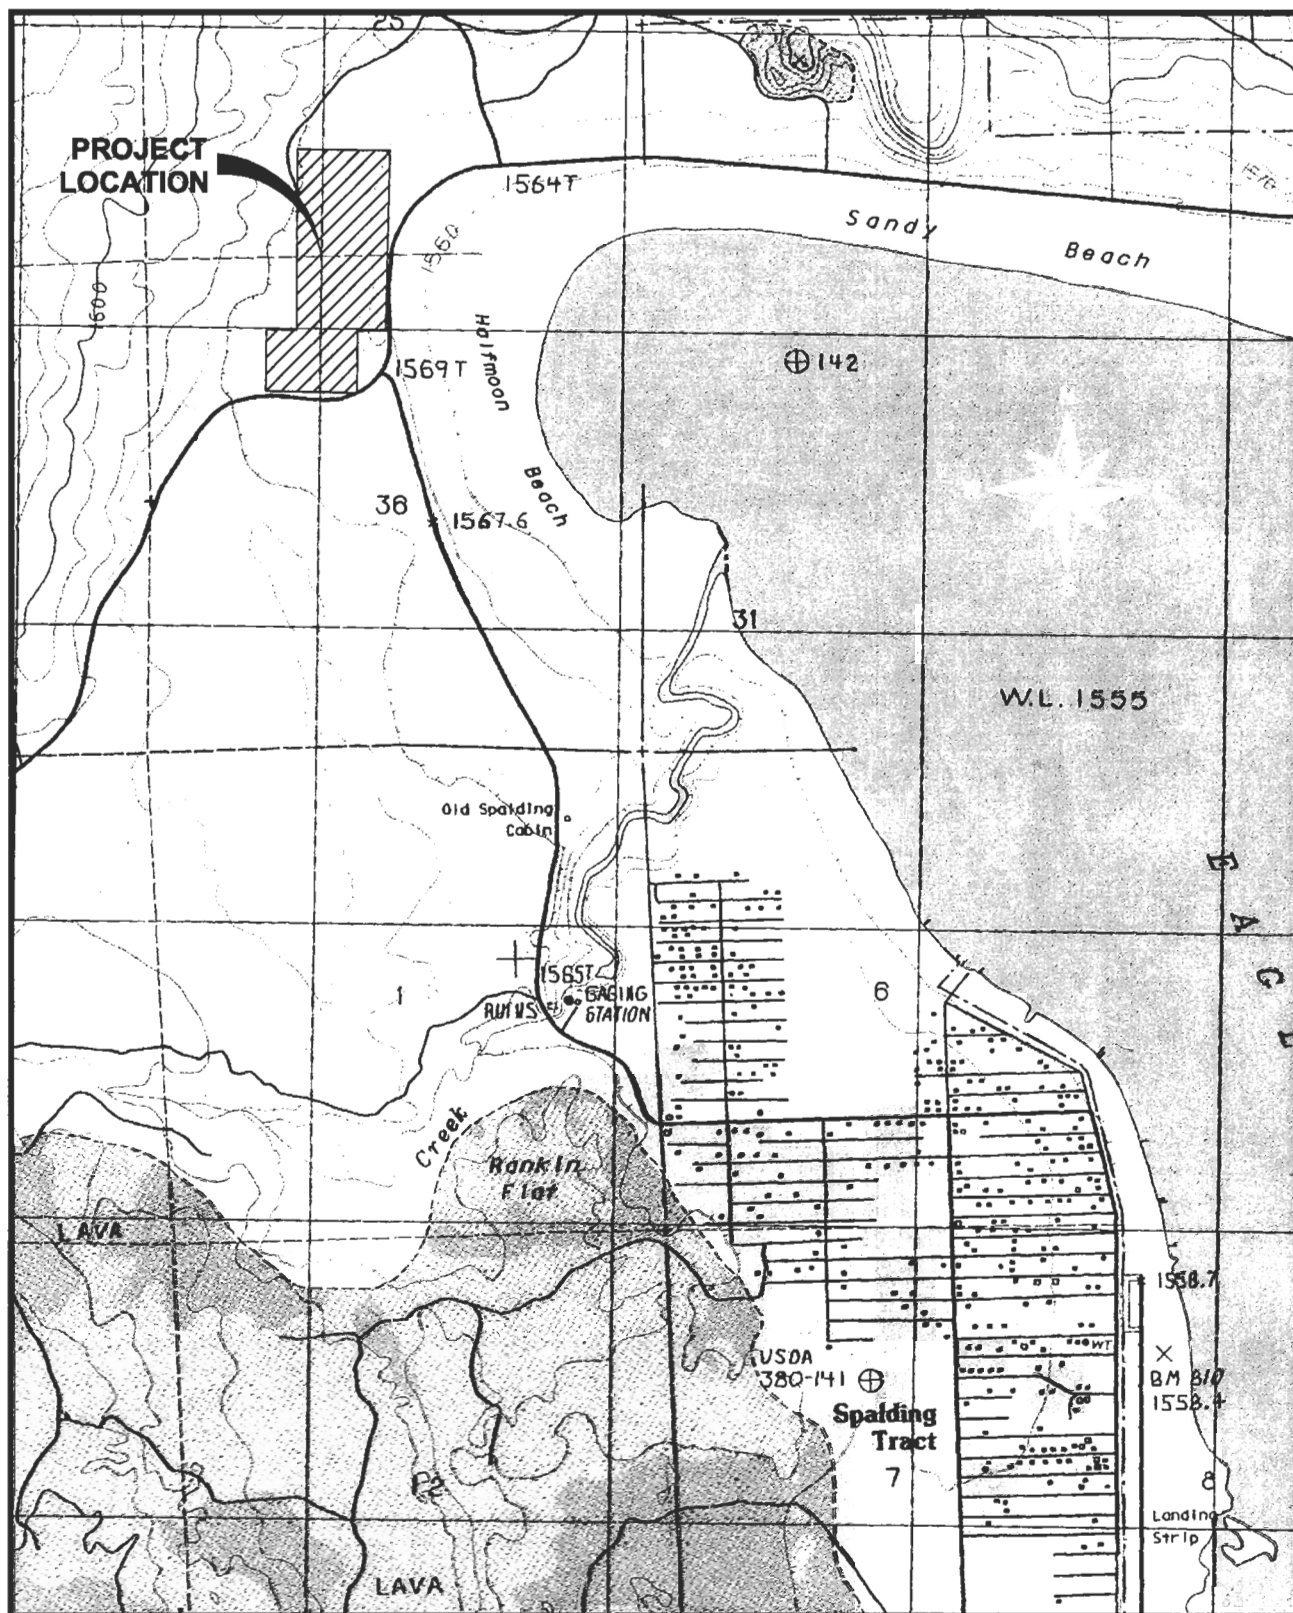 25
PROJECT
LOCATION
1564T
1570
Sandy
Beach
1560
1600
Halfmoon
Beach
142
1569T
36
1567.6
31
W.L. 1555
Old Spalding
Cabin
E
A
G
L
1565T
1
GAGING
STATION
6
Creek
Rankin
Flat
LAVA
1558.7
WT
USDA
380-141
BM B10
1558.4
Spalding
Tract
7
8
Landing
Strip
LAVA